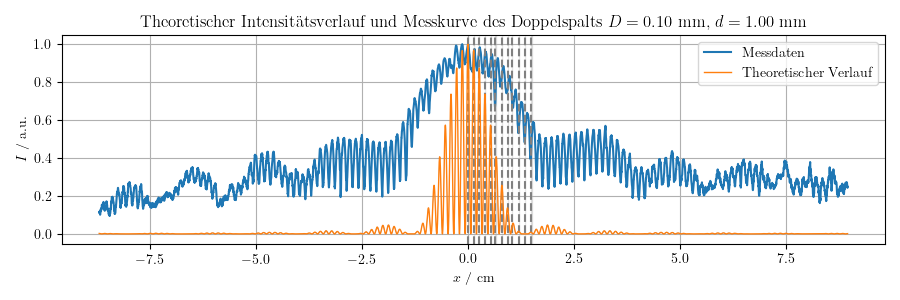 Theoretischer Intensitätsverlauf und Messkurve des Doppelspalts D = 0.10 mm, d = 1.00 mm
Messdaten
Theoretischer Verlauf
I / a.u.
1.0
0.8
0.6
0.4
0.2
0.0
−7.5 −5.0 −2.5 0.0 2.5 5.0 7.5
x / cm